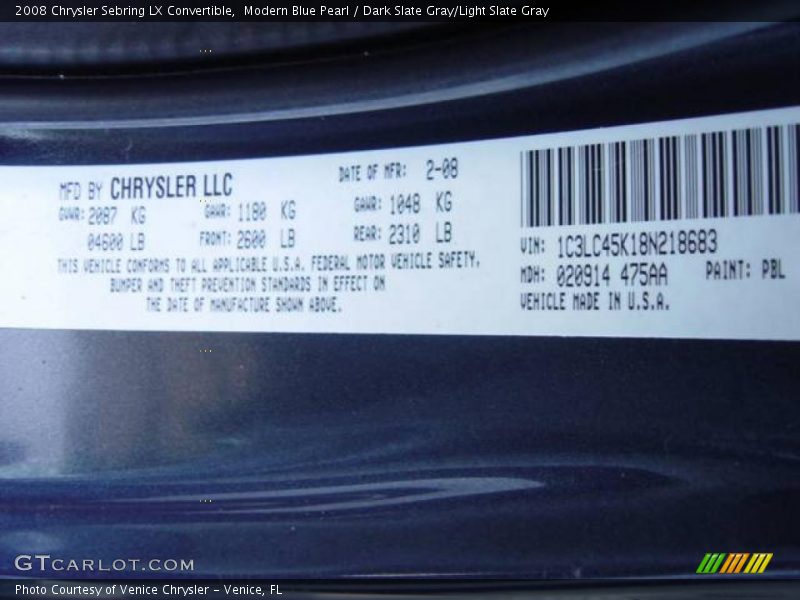 2008 Chrysler Sebring LX Convertible,  Modern Blue Pearl / Dark Slate Gray/Light Slate Gray
MFD BY CHRYSLER LLC
DATE OF MFR: 2-08
GVWR: 2087 KG
GAWR: 1180 KG
GAWR: 1048 KG
04600 LB
FRONT: 2600 LB
REAR: 2310 LB
THIS VEHICLE CONFORMS TO ALL APPLICABLE U.S.A. FEDERAL MOTOR VEHICLE SAFETY,
BUMPER AND THEFT PREVENTION STANDARDS IN EFFECT ON
THE DATE OF MANUFACTURE SHOWN ABOVE.
VIN: 1C3LC45K18N218683
MDH: 020914 475AA
PAINT: PBL
VEHICLE MADE IN U.S.A.
GTCARLOT.COM
Photo Courtesy of Venice Chrysler – Venice, FL